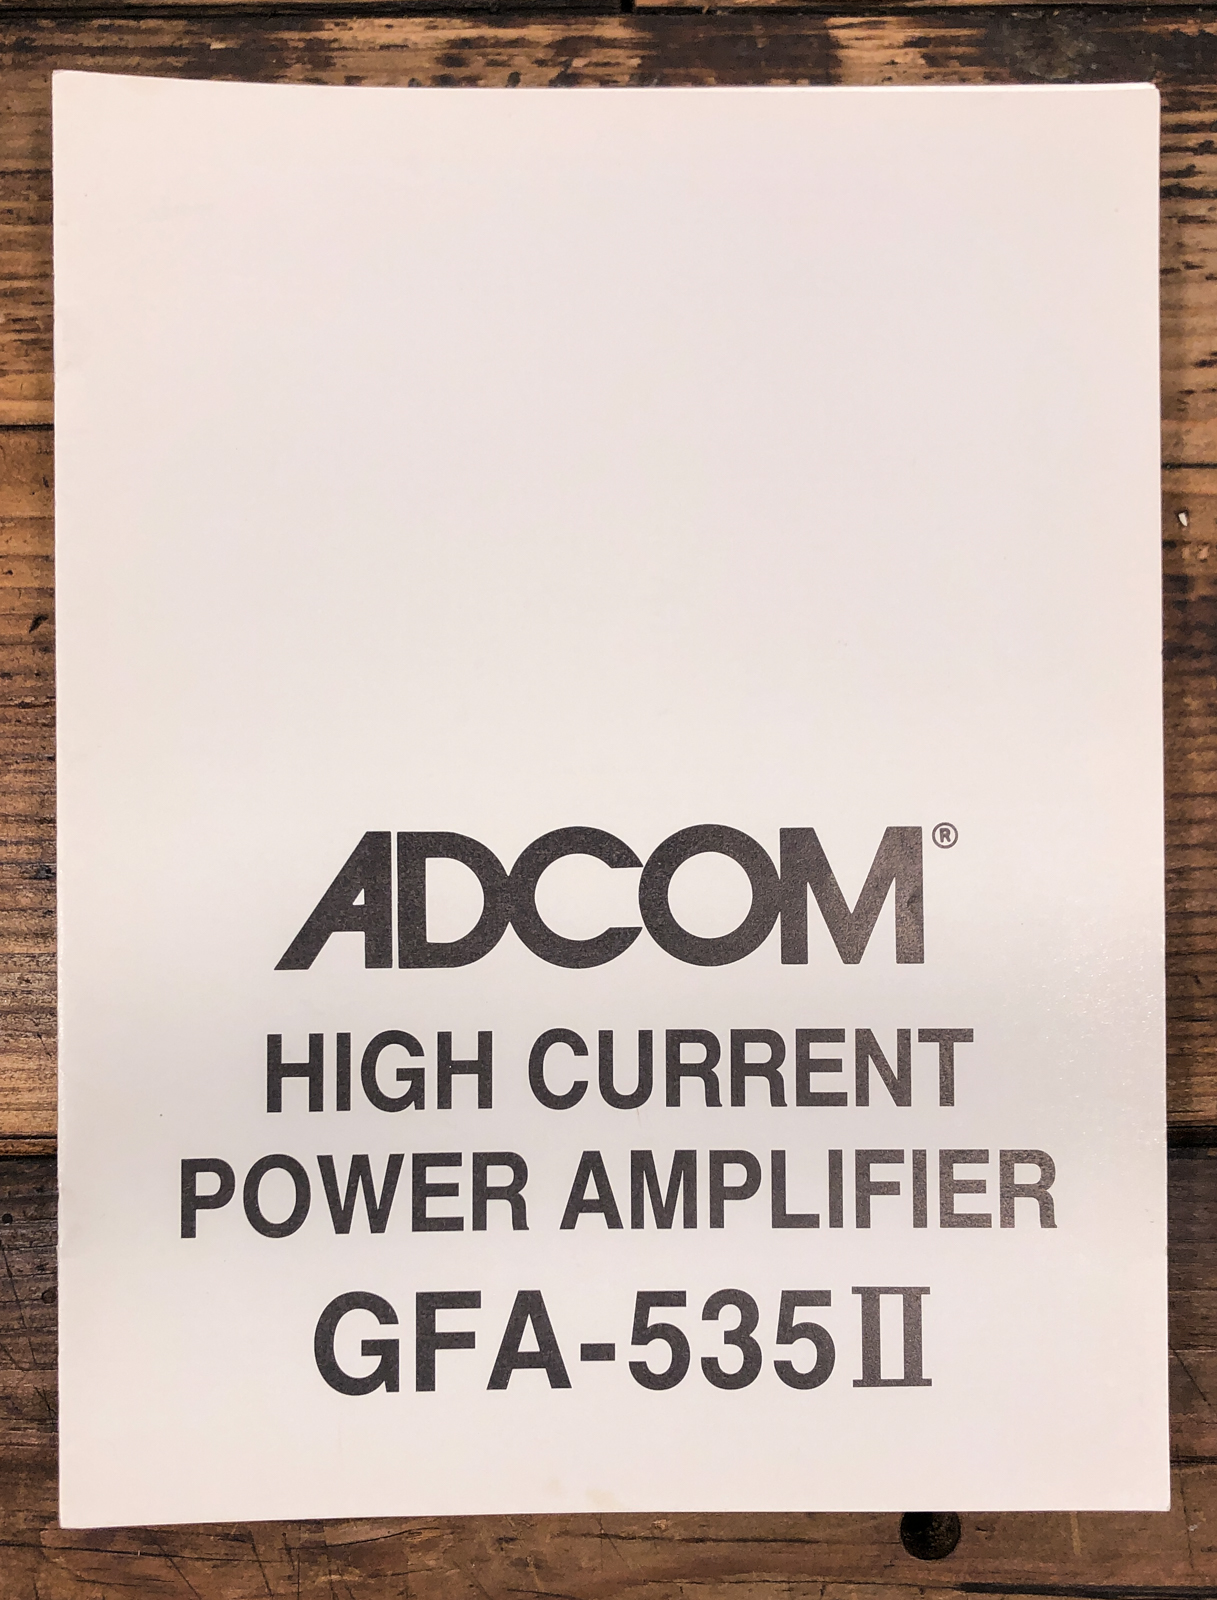 ADCOM®
HIGH CURRENT
POWER AMPLIFIER
GFA-535II